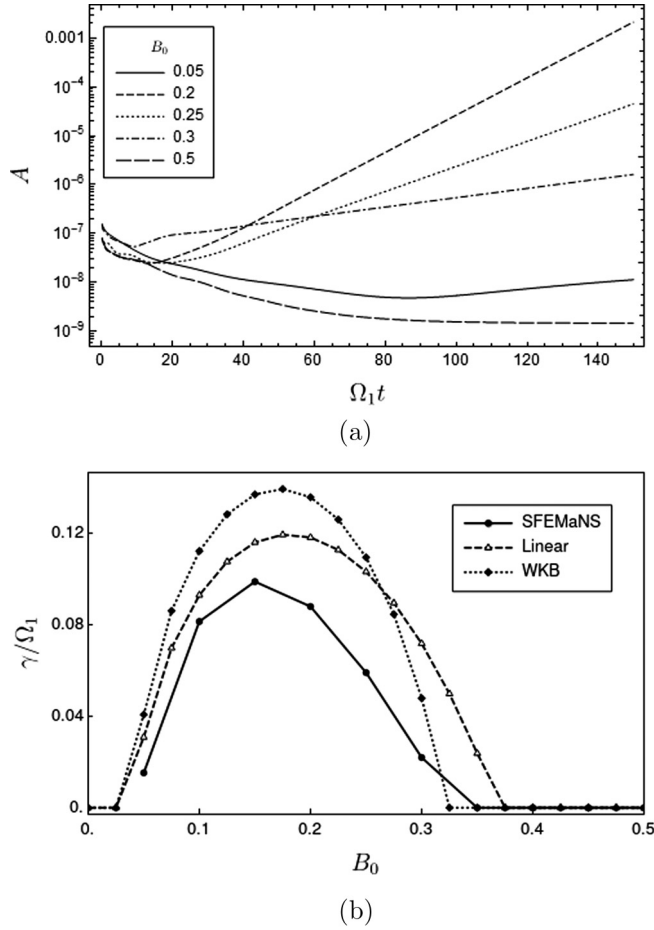 0.001
10⁻⁴
10⁻⁵
10⁻⁶
10⁻⁷
10⁻⁸
10⁻⁹
A
B₀
0.05
0.2
0.25
0.3
0.5
0 20 40 60 80 100 120 140
Ω₁t
(a)
0.12
0.08
0.04
0.
γ/Ω₁
SFEMaNS
Linear
WKB
0. 0.1 0.2 0.3 0.4 0.5
B₀
(b)